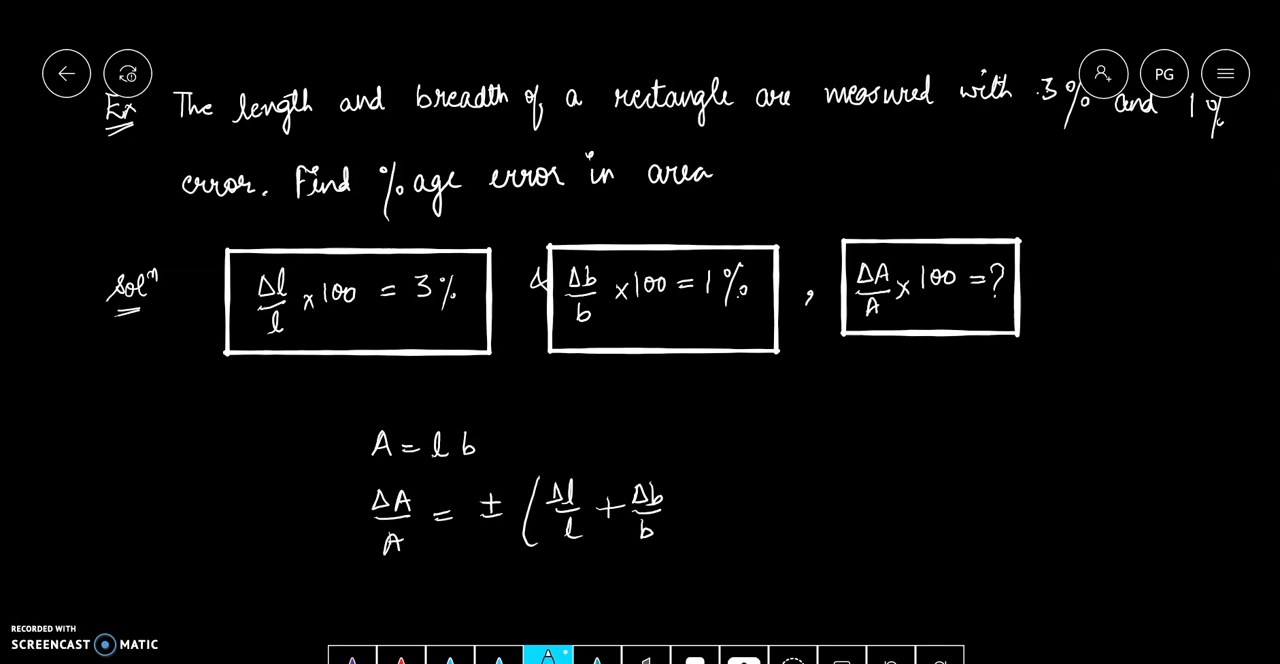 PG
Ex The length and breadth of a rectangle are measured with 3% and 1%
error. Find %age error in area
Solⁿ Δl/l × 100 = 3% & Δb/b × 100 = 1% , ΔA/A × 100 = ?
A = l b
ΔA/A = ± (Δl/l + Δb/b
RECORDED WITH
SCREENCAST MATIC